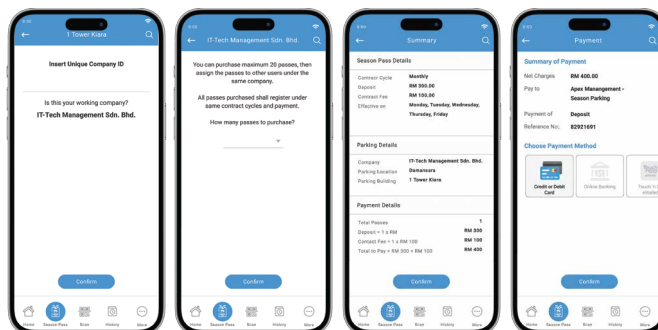 9:00
1 Tower Kiara
Insert Unique Company ID
Is this your working company?
IT-Tech Management Sdn. Bhd.
Confirm
Home Season Pass Scan History More
9:00
IT-Tech Management Sdn. Bhd.
You can purchase maximum 20 passes, then
assign the passes to other users under the
same company.
All passes purchased shall register under
same contract cycles and payment.
How many passes to purchase?
Confirm
Home Season Pass Scan History More
Summary
Season Pass Details
Contract Cycle Monthly
Deposit RM 300.00
Contract Fee RM 100.00
Effective on Monday, Tuesday, Wednesday,
Thursday, Friday
Parking Details
Company IT-Tech Management Sdn. Bhd.
Parking Location Damansara
Parking Building 1 Tower Kiara
Payment Details
Total Passes 1
Deposit = 1 x RM RM 300
Contact Fee = 1 x RM 100 RM 100
Total to Pay = RM 300 + RM 100 RM 400
Confirm
Home Season Pass Scan History More
Payment
Summary of Payment
Net Charges RM 400.00
Pay to Apex Manangement -
Season Parking
Payment of Deposit
Reference No: 82921691
Choose Payment Method
Credit or Debit
Card
Online Banking
Confirm
Home Season Pass Scan History More